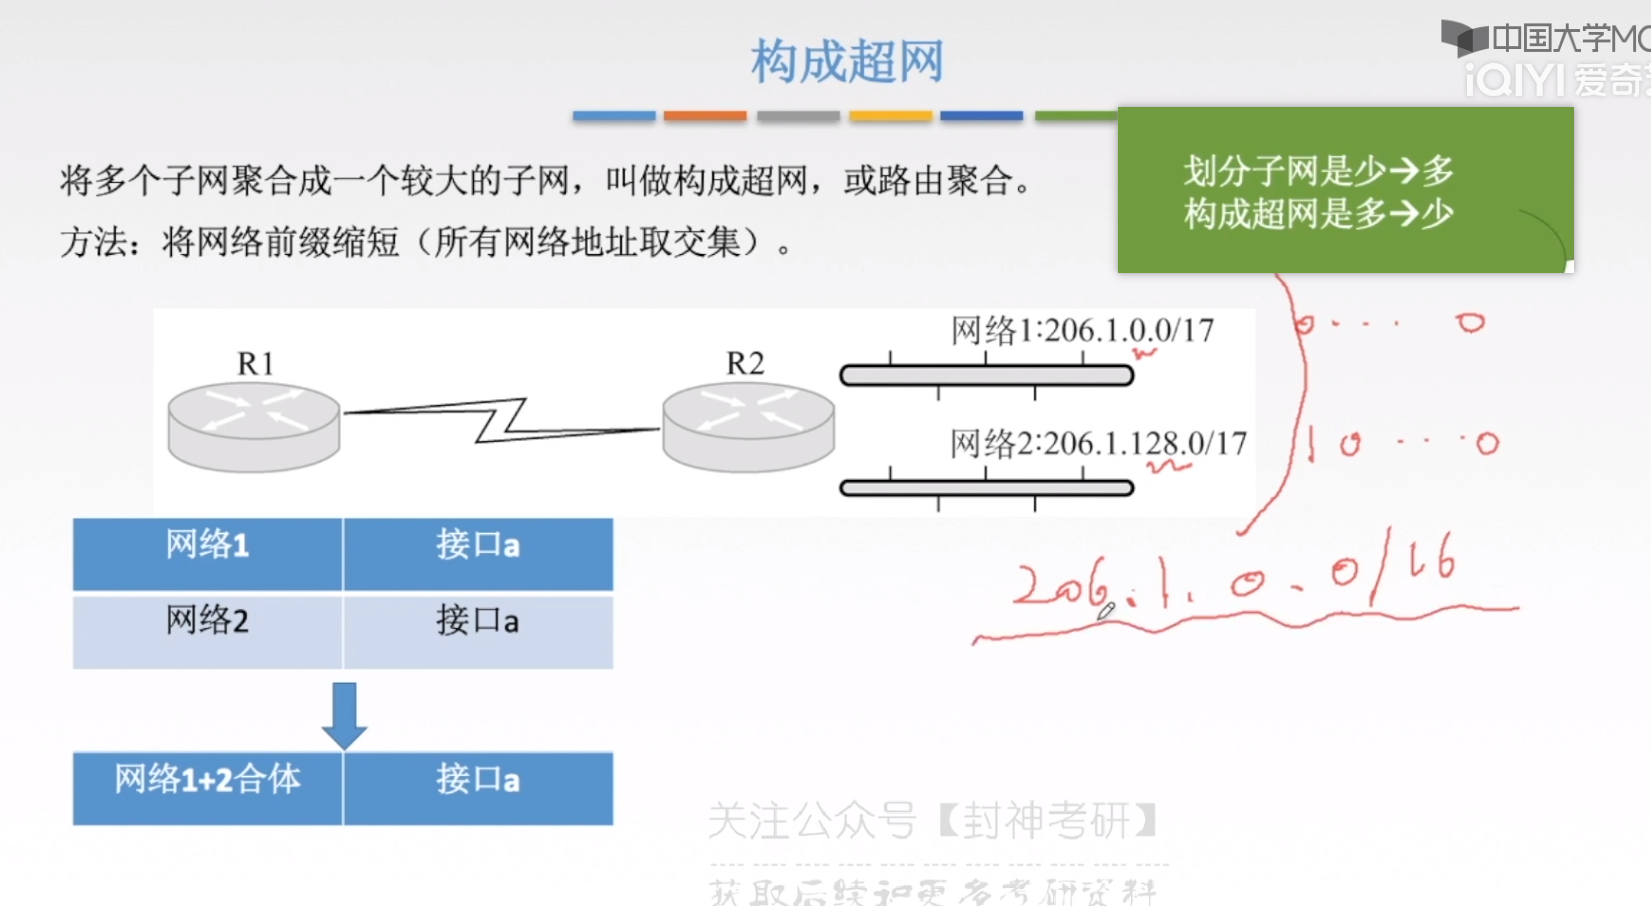 中国大学MO
iQIYI 爱奇艺
构成超网
划分子网是少→多
构成超网是多→少
将多个子网聚合成一个较大的子网，叫做构成超网，或路由聚合。
方法：将网络前缀缩短（所有网络地址取交集）。
网络1:206.1.0.0/17
0 · · · 0
R1
R2
网络2:206.1.128.0/17
1 0 · · · 0
206.1.0.0/16
网络1 接口a
网络2 接口a
网络1+2合体 接口a
关注公众号【封神考研】
获取后续和更多考研资料